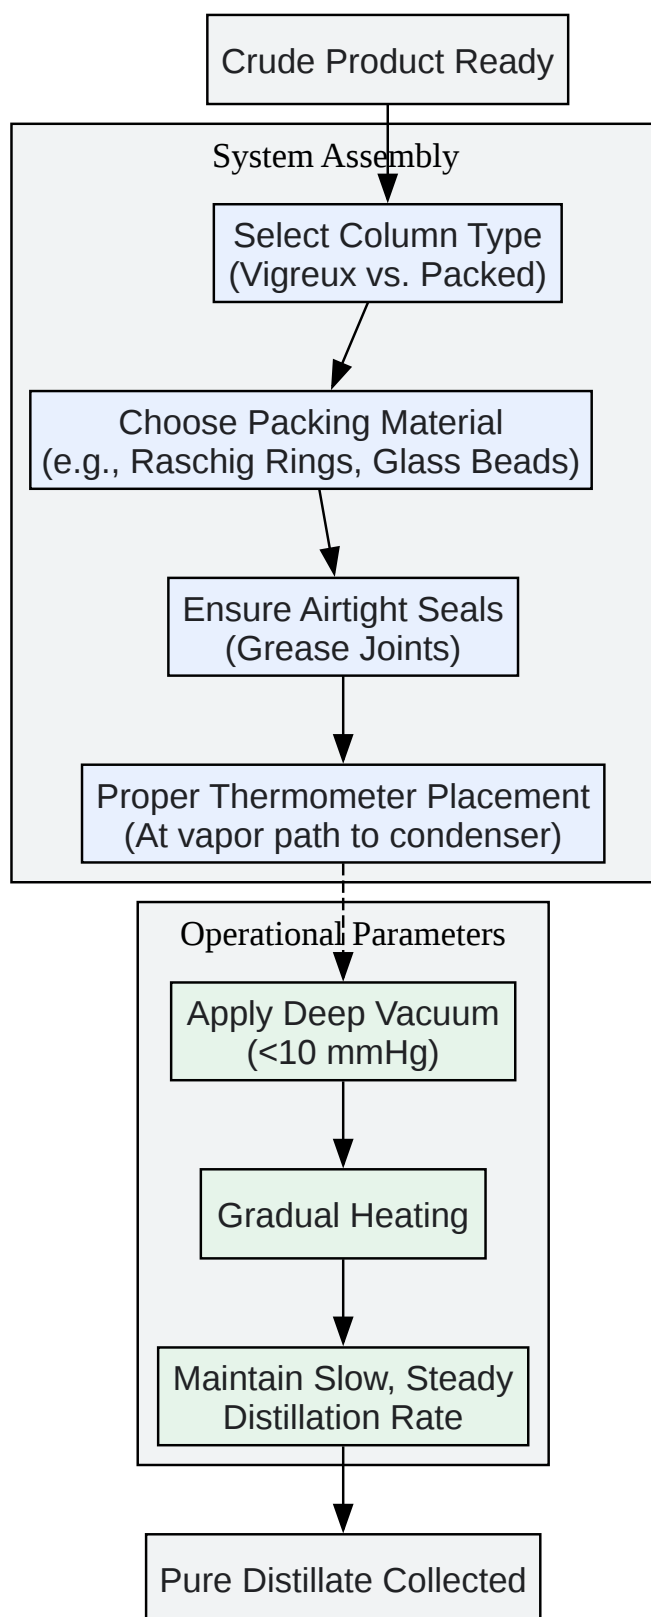 Crude Product Ready
System Assembly
Select Column Type
(Vigreux vs. Packed)
Choose Packing Material
(e.g., Raschig Rings, Glass Beads)
Ensure Airtight Seals
(Grease Joints)
Proper Thermometer Placement
(At vapor path to condenser)
Operational Parameters
Apply Deep Vacuum
(<10 mmHg)
Gradual Heating
Maintain Slow, Steady
Distillation Rate
Pure Distillate Collected